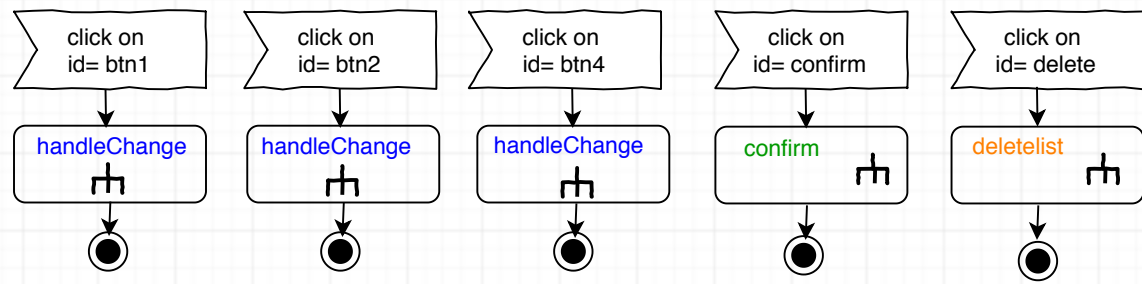 click on
id= btn1
click on
id= btn2
click on
id= btn4
click on
id= confirm
click on
id= delete
handleChange
handleChange
handleChange
confirm
deletelist